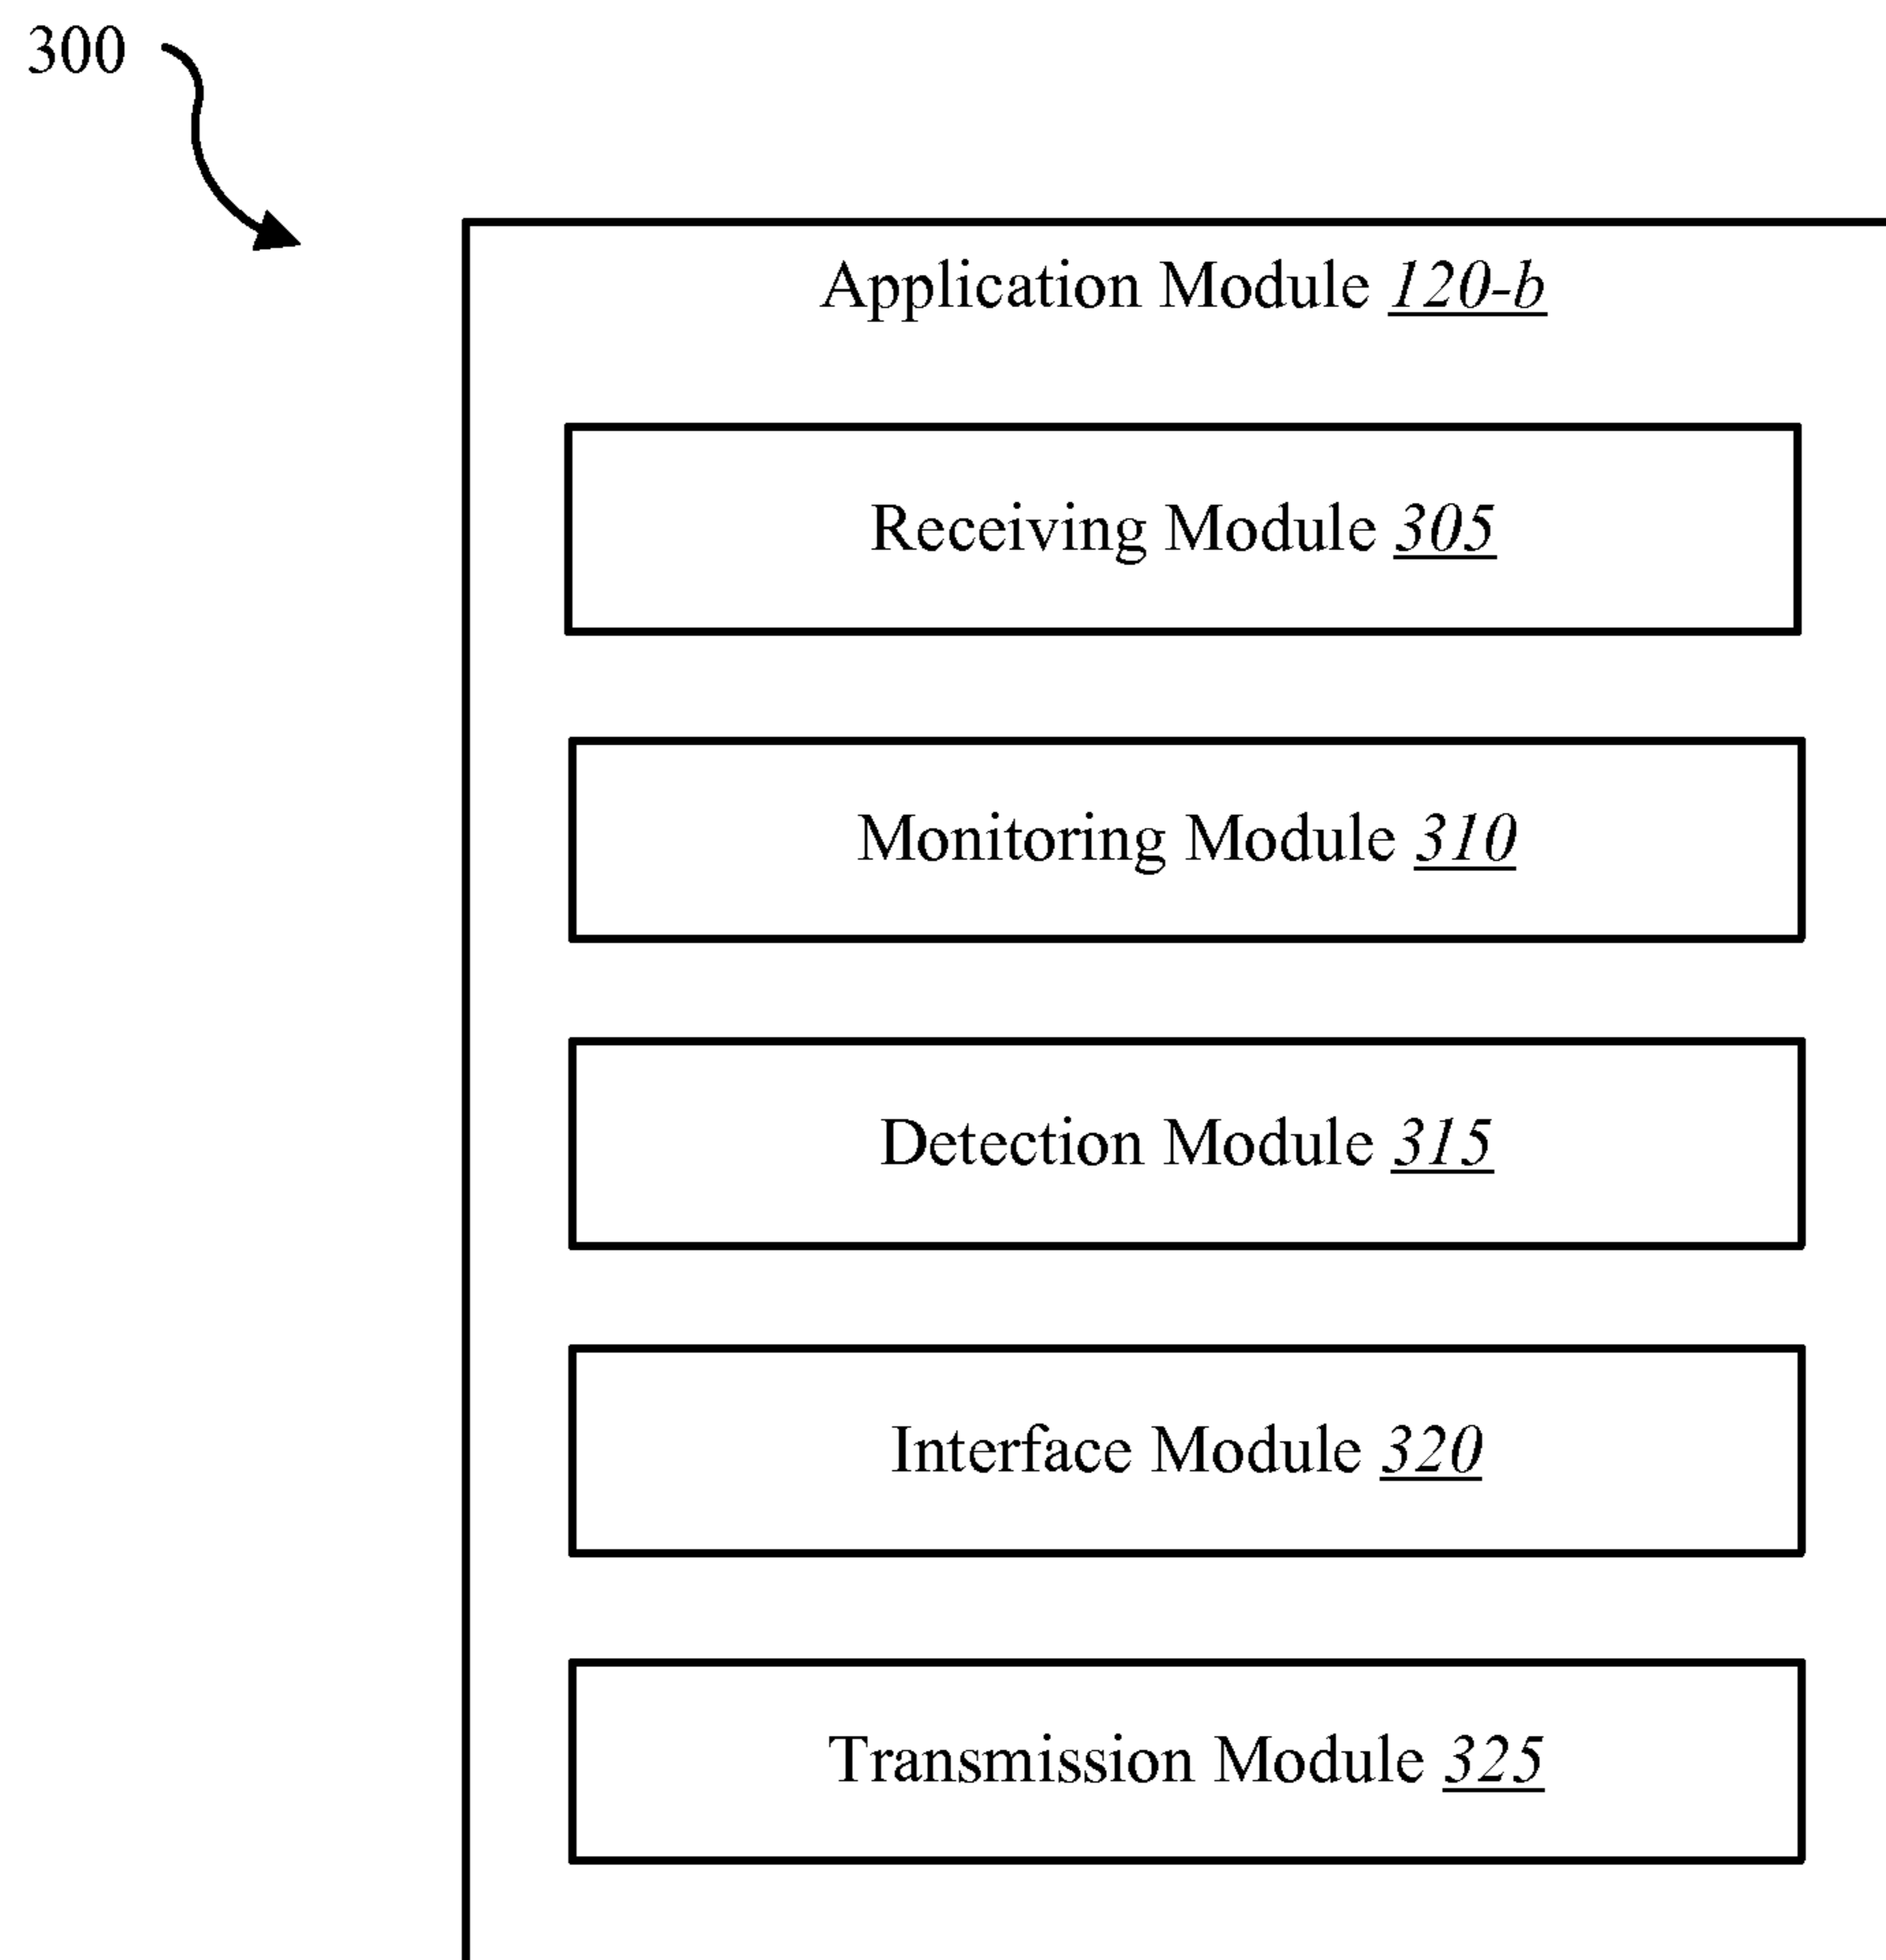 300
Application Module 120-b
Receiving Module 305
Monitoring Module 310
Detection Module 315
Interface Module 320
Transmission Module 325